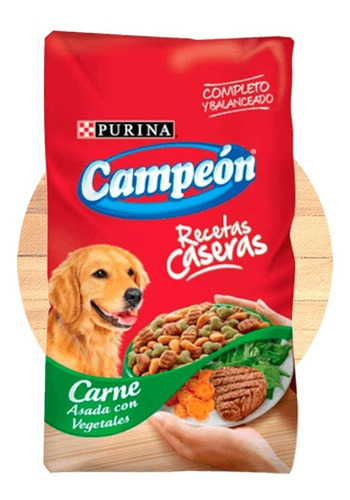 COMPLETO
Y BALANCEADO
PURINA
Campeón
Recetas
Caseras
Carne
Asada con
Vegetales